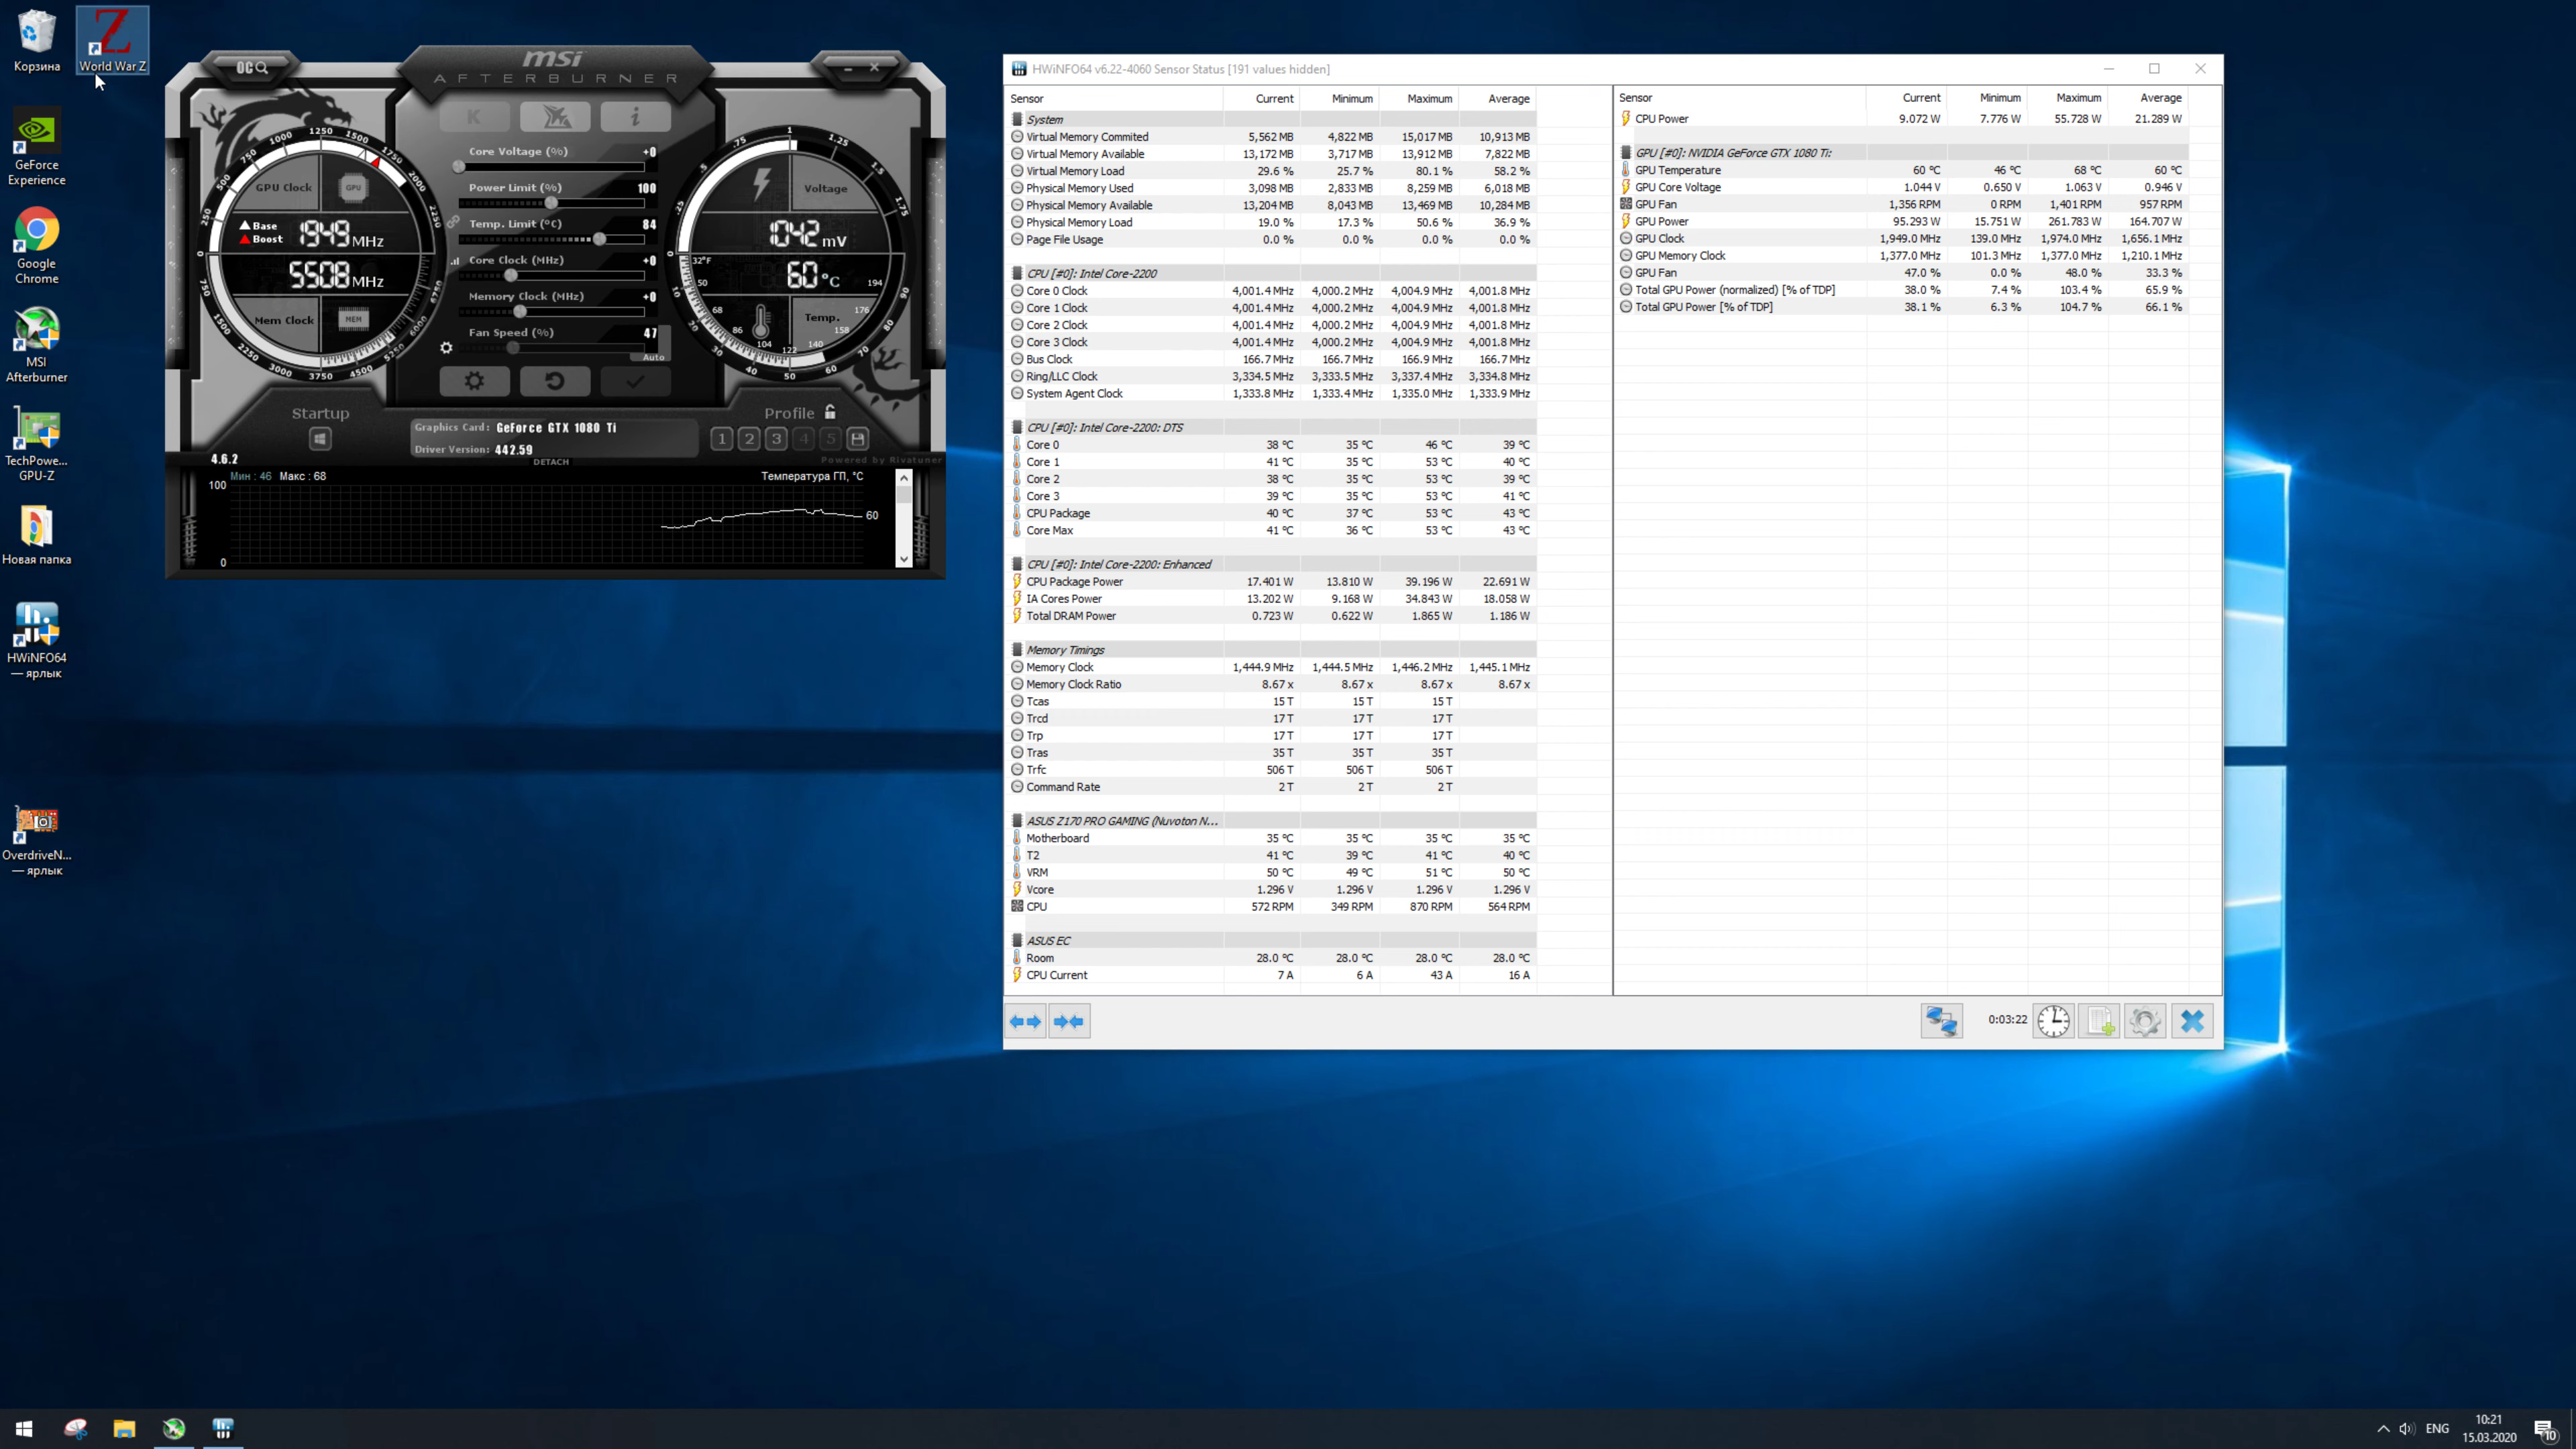 Корзина
World War Z
GeForce
Experience
Google
Chrome
MSI
Afterburner
TechPowe...
GPU-Z
Новая папка
HWiNFO64
— ярлык
OverdriveN...
— ярлык
OC
msi
AFTERBURNER
K
i
Core Voltage (%) +0
Power Limit (%) 100
Temp. Limit (°C) 84
Core Clock (MHz) +0
Memory Clock (MHz) +0
Fan Speed (%) 47
Auto
GPU Clock
GPU
Base
Boost
1949 MHz
5508 MHz
Mem Clock
MEM
Voltage
1042 mV
60 °C
Temp.
Startup
Profile
Graphics Card: GeForce GTX 1080 Ti
Driver Version: 442.59
1 2 3 4 5
4.6.2
DETACH
Powered by Rivatuner
Мин : 46 Макс : 68
Температура ГП, °C
100
60
0
HWiNFO64 v6.22-4060 Sensor Status [191 values hidden]
Sensor Current Minimum Maximum Average
System
Virtual Memory Commited 5,562 MB 4,822 MB 15,017 MB 10,913 MB
Virtual Memory Available 13,172 MB 3,717 MB 13,912 MB 7,822 MB
Virtual Memory Load 29.6 % 25.7 % 80.1 % 58.2 %
Physical Memory Used 3,098 MB 2,833 MB 8,259 MB 6,018 MB
Physical Memory Available 13,204 MB 8,043 MB 13,469 MB 10,284 MB
Physical Memory Load 19.0 % 17.3 % 50.6 % 36.9 %
Page File Usage 0.0 % 0.0 % 0.0 % 0.0 %
CPU [#0]: Intel Core-2200
Core 0 Clock 4,001.4 MHz 4,000.2 MHz 4,004.9 MHz 4,001.8 MHz
Core 1 Clock 4,001.4 MHz 4,000.2 MHz 4,004.9 MHz 4,001.8 MHz
Core 2 Clock 4,001.4 MHz 4,000.2 MHz 4,004.9 MHz 4,001.8 MHz
Core 3 Clock 4,001.4 MHz 4,000.2 MHz 4,004.9 MHz 4,001.8 MHz
Bus Clock 166.7 MHz 166.7 MHz 166.9 MHz 166.7 MHz
Ring/LLC Clock 3,334.5 MHz 3,333.5 MHz 3,337.4 MHz 3,334.8 MHz
System Agent Clock 1,333.8 MHz 1,333.4 MHz 1,335.0 MHz 1,333.9 MHz
CPU [#0]: Intel Core-2200: DTS
Core 0 38 °C 35 °C 46 °C 39 °C
Core 1 41 °C 35 °C 53 °C 40 °C
Core 2 38 °C 35 °C 53 °C 39 °C
Core 3 39 °C 35 °C 53 °C 41 °C
CPU Package 40 °C 37 °C 53 °C 43 °C
Core Max 41 °C 36 °C 53 °C 43 °C
CPU [#0]: Intel Core-2200: Enhanced
CPU Package Power 17.401 W 13.810 W 39.196 W 22.691 W
IA Cores Power 13.202 W 9.168 W 34.843 W 18.058 W
Total DRAM Power 0.723 W 0.622 W 1.865 W 1.186 W
Memory Timings
Memory Clock 1,444.9 MHz 1,444.5 MHz 1,446.2 MHz 1,445.1 MHz
Memory Clock Ratio 8.67 x 8.67 x 8.67 x 8.67 x
Tcas 15 T 15 T 15 T
Trcd 17 T 17 T 17 T
Trp 17 T 17 T 17 T
Tras 35 T 35 T 35 T
Trfc 506 T 506 T 506 T
Command Rate 2 T 2 T 2 T
ASUS Z170 PRO GAMING (Nuvoton N...
Motherboard 35 °C 35 °C 35 °C 35 °C
T2 41 °C 39 °C 41 °C 40 °C
VRM 50 °C 49 °C 51 °C 50 °C
Vcore 1.296 V 1.296 V 1.296 V 1.296 V
CPU 572 RPM 349 RPM 870 RPM 564 RPM
ASUS EC
Room 28.0 °C 28.0 °C 28.0 °C 28.0 °C
CPU Current 7 A 6 A 43 A 16 A
Sensor Current Minimum Maximum Average
CPU Power 9.072 W 7.776 W 55.728 W 21.289 W
GPU [#0]: NVIDIA GeForce GTX 1080 Ti:
GPU Temperature 60 °C 46 °C 68 °C 60 °C
GPU Core Voltage 1.044 V 0.650 V 1.063 V 0.946 V
GPU Fan 1,356 RPM 0 RPM 1,401 RPM 957 RPM
GPU Power 95.293 W 15.751 W 261.783 W 164.707 W
GPU Clock 1,949.0 MHz 139.0 MHz 1,974.0 MHz 1,656.1 MHz
GPU Memory Clock 1,377.0 MHz 101.3 MHz 1,377.0 MHz 1,210.1 MHz
GPU Fan 47.0 % 0.0 % 48.0 % 33.3 %
Total GPU Power (normalized) [% of TDP] 38.0 % 7.4 % 103.4 % 65.9 %
Total GPU Power [% of TDP] 38.1 % 6.3 % 104.7 % 66.1 %
0:03:22
ENG
10:21
15.03.2020
10